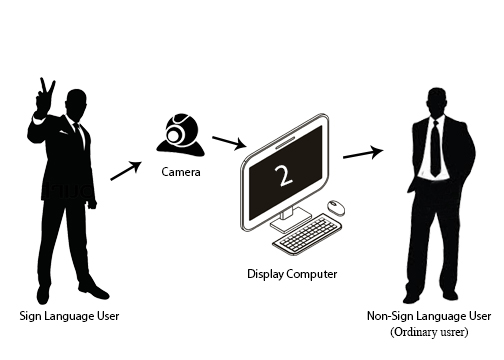 Camera
2
Display Computer
Sign Language User
Non-Sign Language User
(Ordinary usrer)